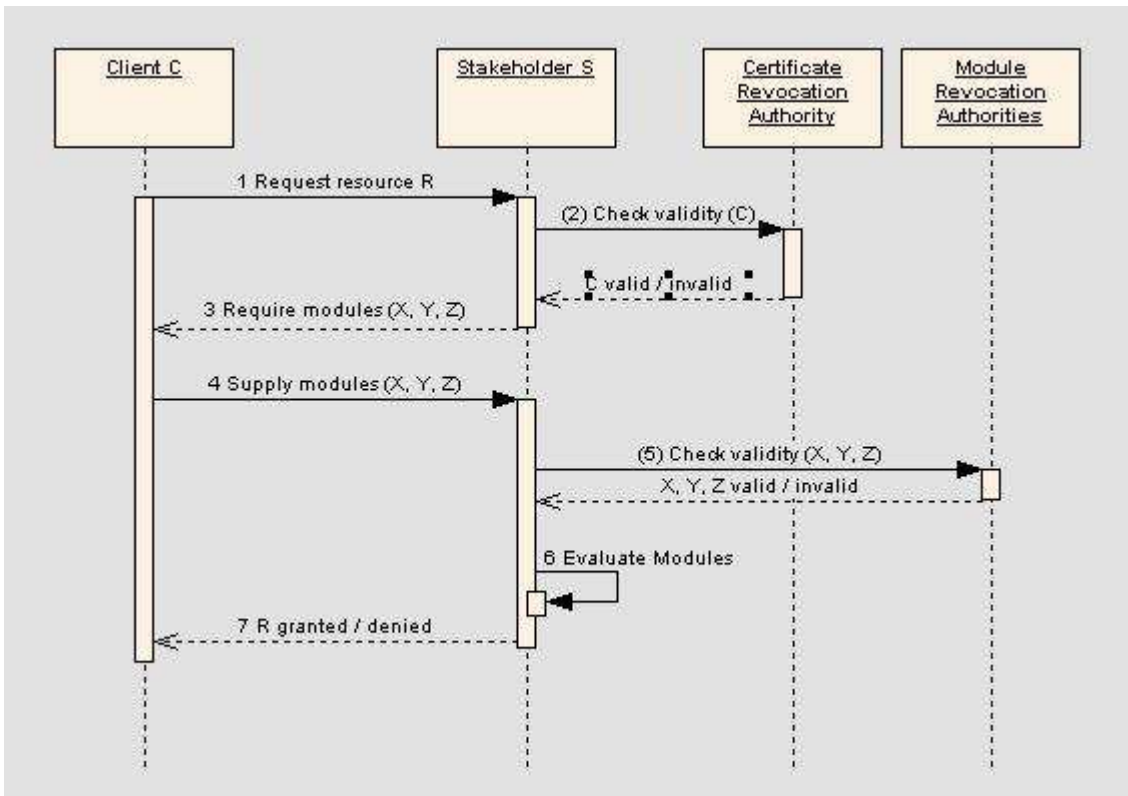 Client C
Stakeholder S
Certificate
Revocation
Authority
Module
Revocation
Authorities
1 Request resource R
(2) Check validity (C)
C valid / invalid
3 Require modules (X, Y, Z)
4 Supply modules (X, Y, Z)
(5) Check validity (X, Y, Z)
X, Y, Z valid / invalid
6 Evaluate Modules
7 R granted / denied